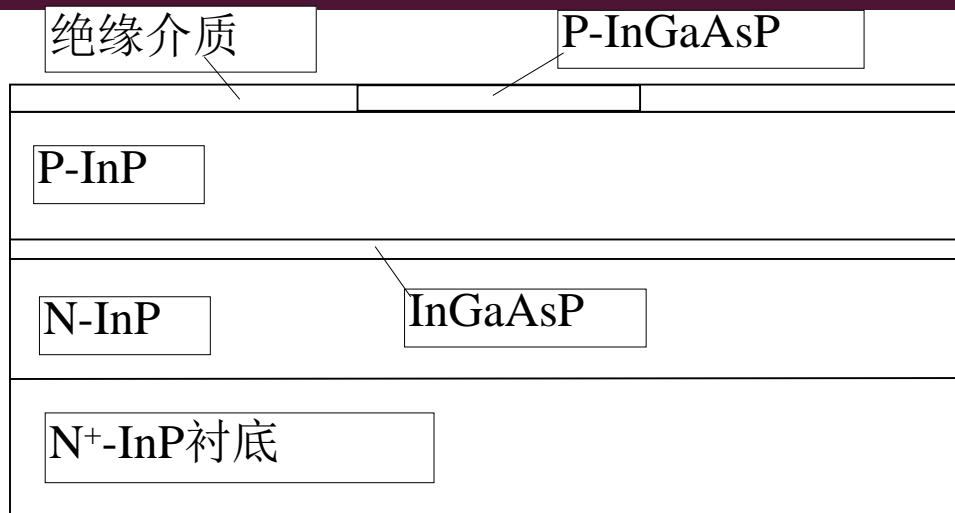 绝缘介质
P-InGaAsP
P-InP
N-InP
InGaAsP
N⁺-InP衬底